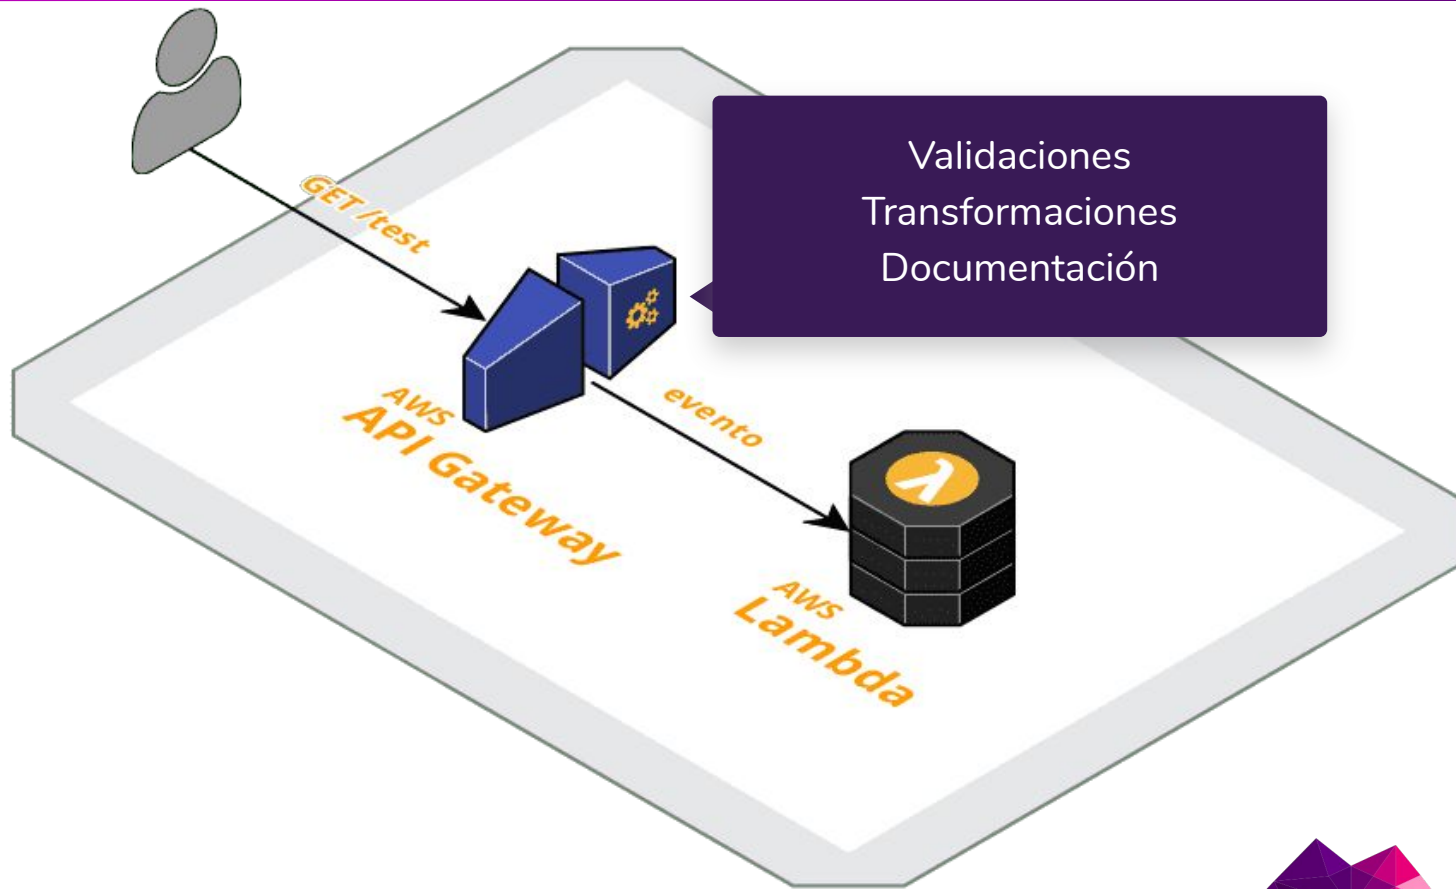 GET /test
Validaciones
Transformaciones
Documentación
AWS
API Gateway
evento
λ
AWS
Lambda